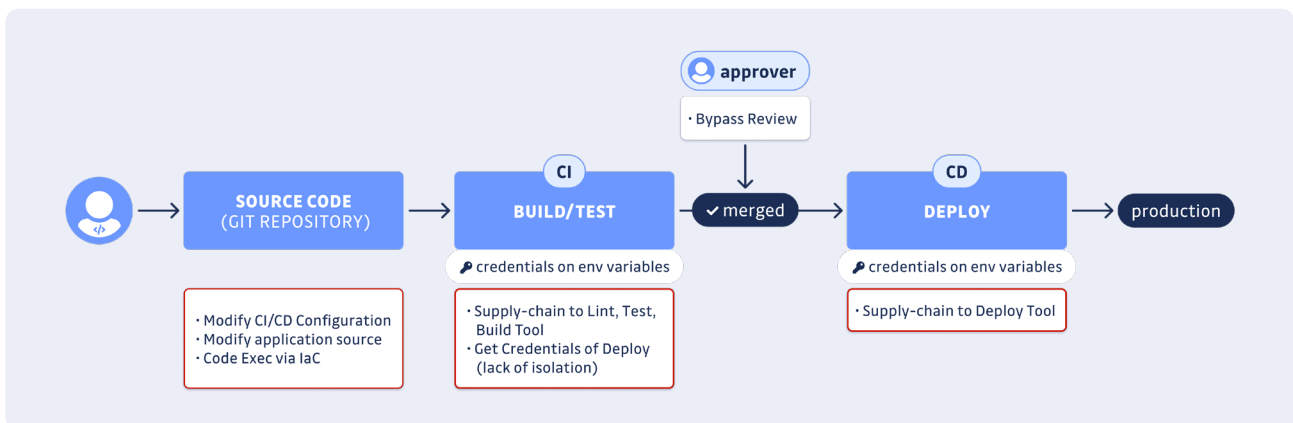 approver
· Bypass Review
SOURCE CODE
(GIT REPOSITORY)
· Modify CI/CD Configuration
· Modify application source
· Code Exec via IaC
CI
BUILD/TEST
credentials on env variables
· Supply-chain to Lint, Test,
Build Tool
· Get Credentials of Deploy
(lack of isolation)
merged
CD
DEPLOY
credentials on env variables
· Supply-chain to Deploy Tool
production